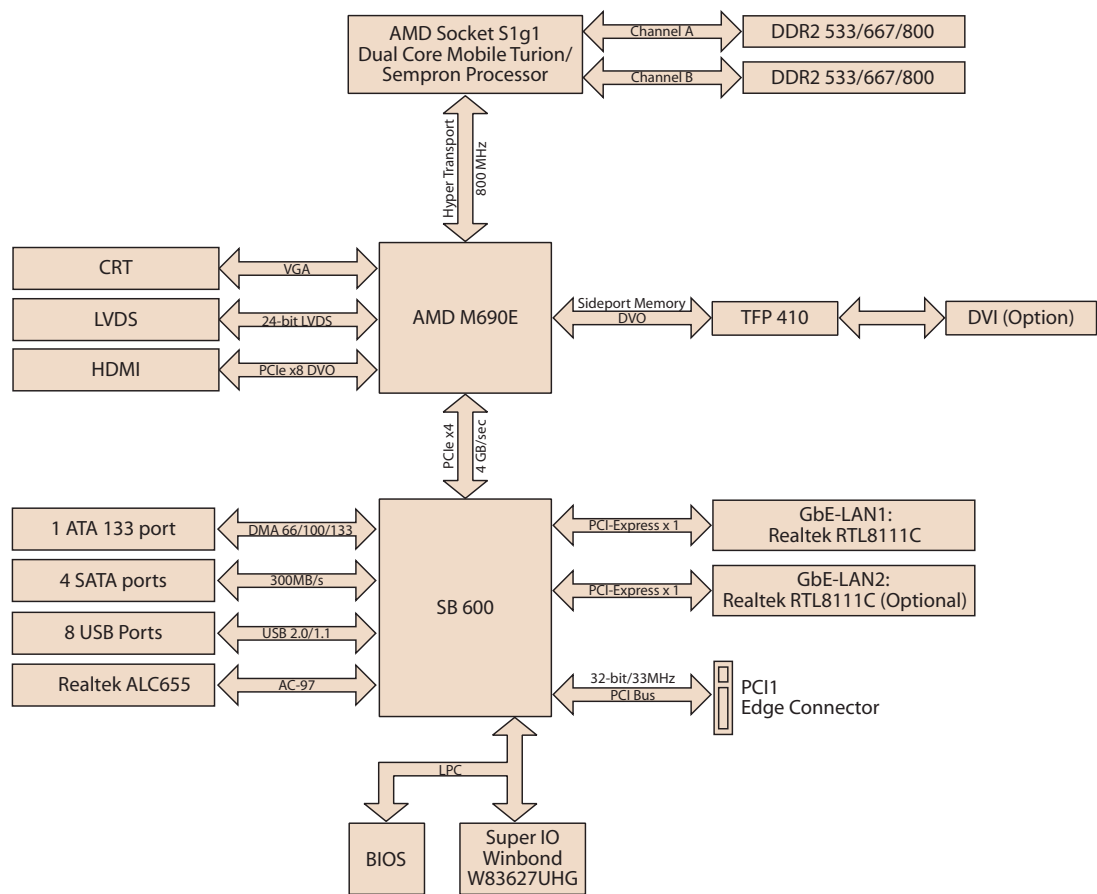 AMD Socket S1g1
Dual Core Mobile Turion/
Sempron Processor
Channel A
DDR2 533/667/800
Channel B
DDR2 533/667/800
Hyper Transport
800 MHz
CRT
VGA
LVDS
24-bit LVDS
HDMI
PCIe x8 DVO
AMD M690E
Sideport Memory
DVO
TFP 410
DVI (Option)
PCIe x4
4 GB/sec
1 ATA 133 port
DMA 66/100/133
4 SATA ports
300MB/s
8 USB Ports
USB 2.0/1.1
Realtek ALC655
AC-97
SB 600
PCI-Express x 1
GbE-LAN1:
Realtek RTL8111C
PCI-Express x 1
GbE-LAN2:
Realtek RTL8111C (Optional)
32-bit/33MHz
PCI Bus
PCI1
Edge Connector
LPC
BIOS
Super IO
Winbond
W83627UHG